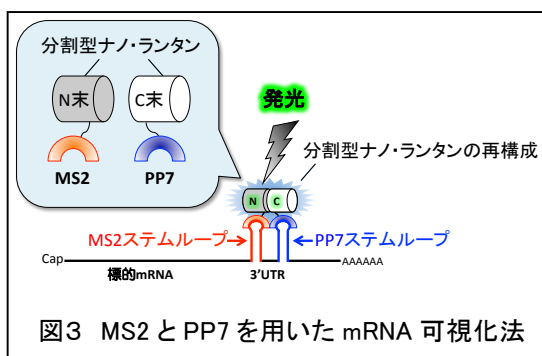 分割型ナノ・ランタン
N末
C末
MS2
PP7
発光
分割型ナノ・ランタンの再構成
N
C
MS2ステムループ→
←PP7ステムループ
Cap
AAAAAA
標的mRNA
3'UTR
図3 MS2とPP7を用いたmRNA可視化法